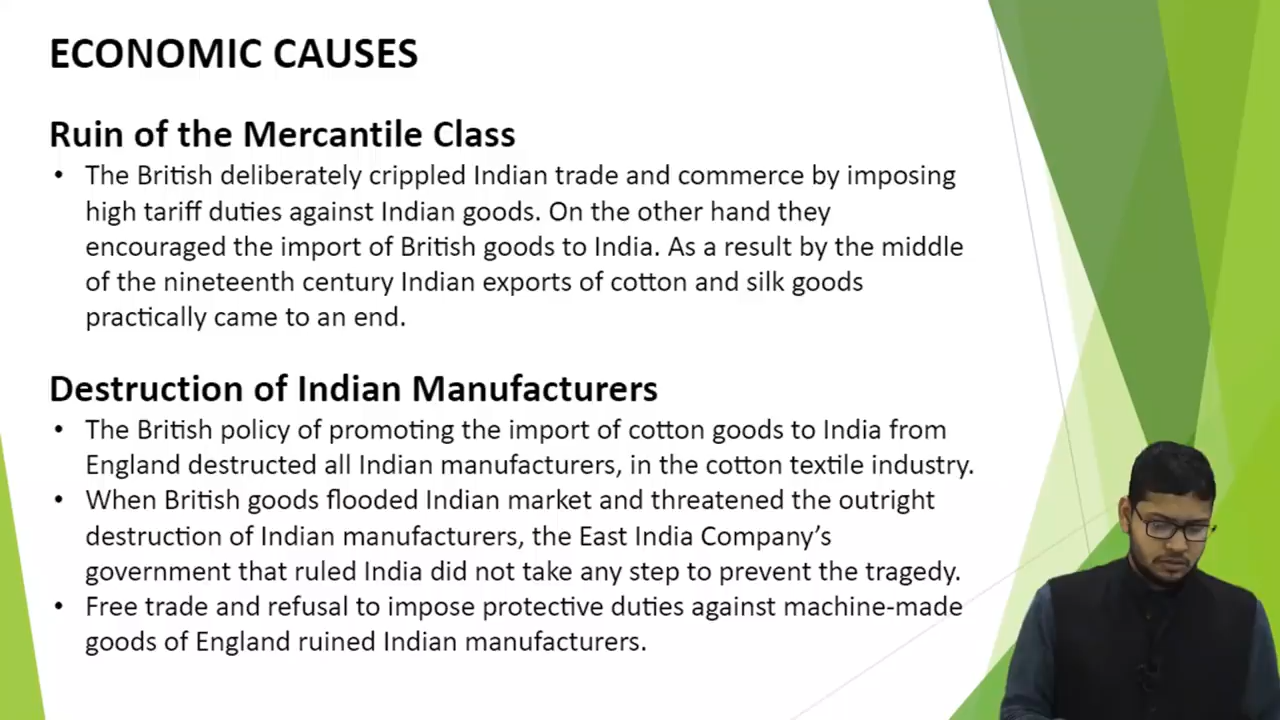 ECONOMIC CAUSES
Ruin of the Mercantile Class
• The British deliberately crippled Indian trade and commerce by imposing
high tariff duties against Indian goods. On the other hand they
encouraged the import of British goods to India. As a result by the middle
of the nineteenth century Indian exports of cotton and silk goods
practically came to an end.
Destruction of Indian Manufacturers
• The British policy of promoting the import of cotton goods to India from
England destructed all Indian manufacturers, in the cotton textile industry.
• When British goods flooded Indian market and threatened the outright
destruction of Indian manufacturers, the East India Company’s
government that ruled India did not take any step to prevent the tragedy.
• Free trade and refusal to impose protective duties against machine-made
goods of England ruined Indian manufacturers.